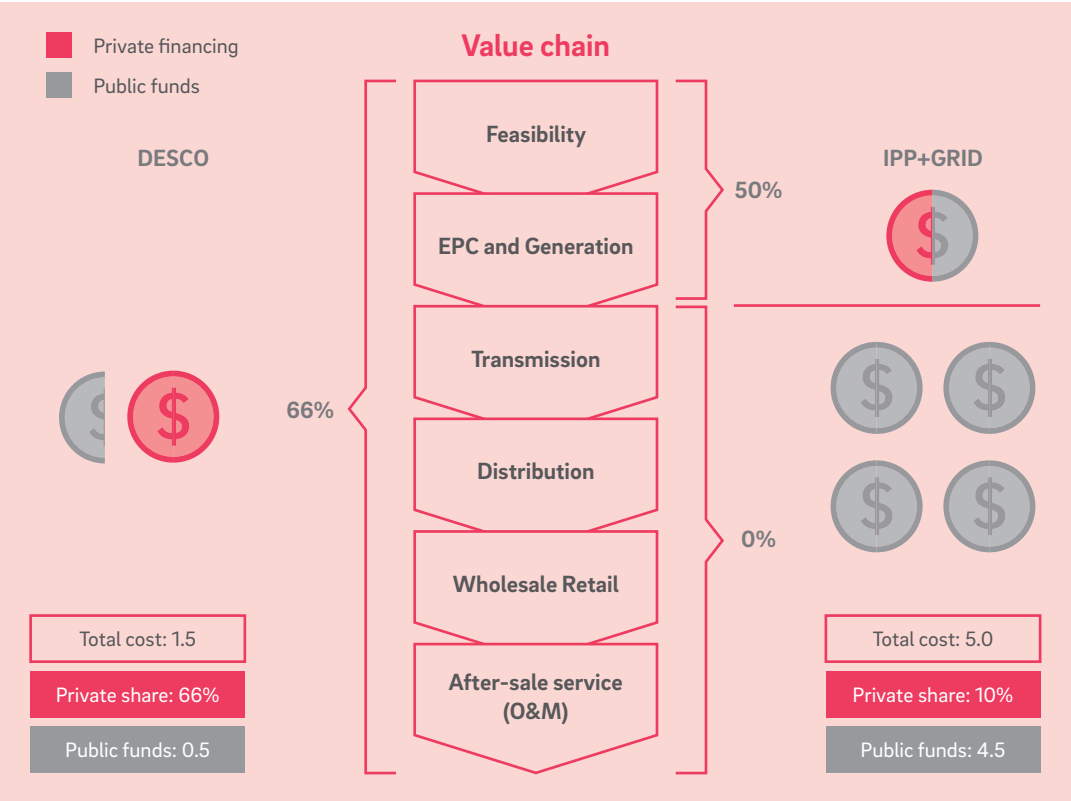 Private financing
Public funds
Value chain
DESCO
IPP+GRID
Feasibility
50%
$
EPC and Generation
Transmission
$ $
66%
$ $
Distribution
$ $
0%
Wholesale Retail
After-sale service
(O&M)
Total cost: 1.5
Private share: 66%
Public funds: 0.5
Total cost: 5.0
Private share: 10%
Public funds: 4.5